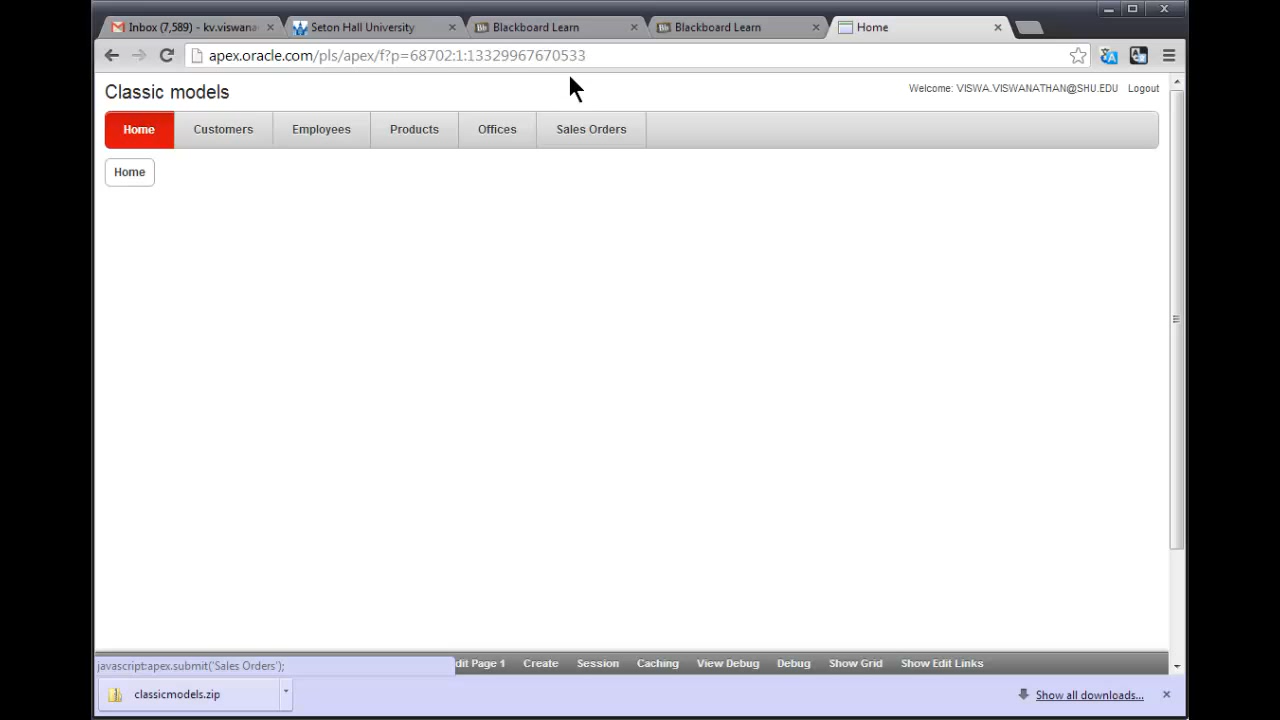 Inbox (7,589) - kv.viswana
Seton Hall University
Blackboard Learn
Blackboard Learn
Home
apex.oracle.com/pls/apex/f?p=68702:1:13329967670533
Classic models
Welcome: VISWA.VISWANATHAN@SHU.EDU Logout
Home Customers Employees Products Offices Sales Orders
Home
javascript:apex.submit('Sales Orders');
dit Page 1 Create Session Caching View Debug Debug Show Grid Show Edit Links
classicmodels.zip
Show all downloads...